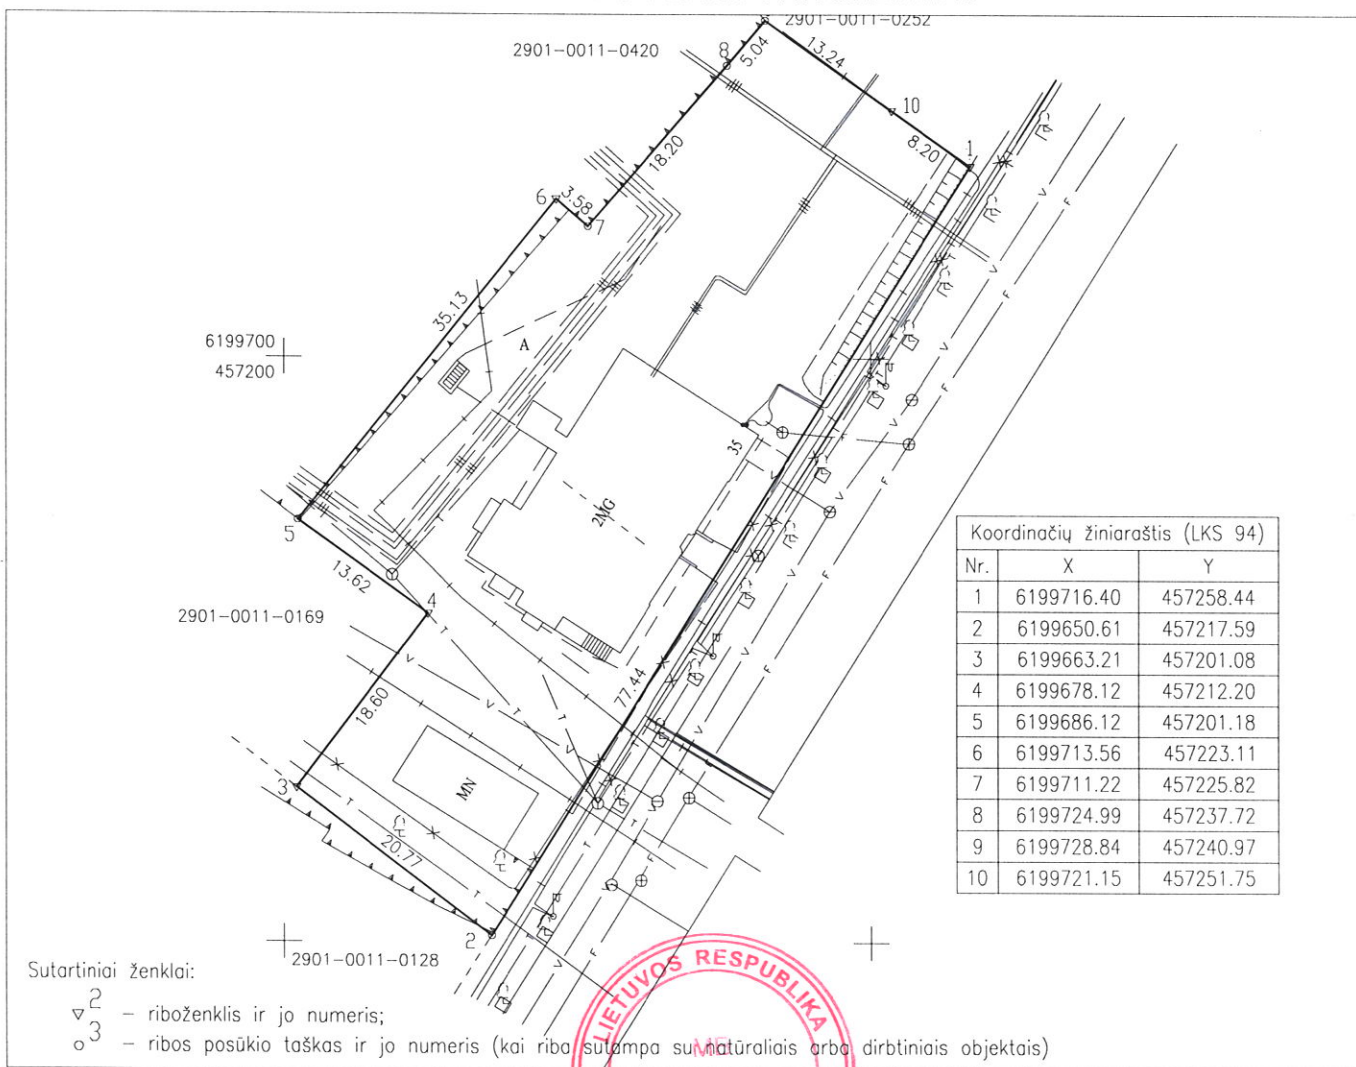 2901-0011-0252
2901-0011-0420
8
5.04
13.24
10
8.20
1
18.20
6
3.58
7
35.13
6199700
457200
A
35
2MG
5
13.62
4
2901-0011-0169
18.60
77.44
3
MN
20.77
2
2901-0011-0128
Koordinačių žiniaraštis (LKS 94)
Nr. X Y
1 6199716.40 457258.44
2 6199650.61 457217.59
3 6199663.21 457201.08
4 6199678.12 457212.20
5 6199686.12 457201.18
6 6199713.56 457223.11
7 6199711.22 457225.82
8 6199724.99 457237.72
9 6199728.84 457240.97
10 6199721.15 457251.75
Sutartiniai ženklai:
2 – riboženklis ir jo numeris;
3 – ribos posūkio taškas ir jo numeris (kai riba sutampa su natūraliais arba dirbtiniais objektais)
LIETUVOS RESPUBLIKA